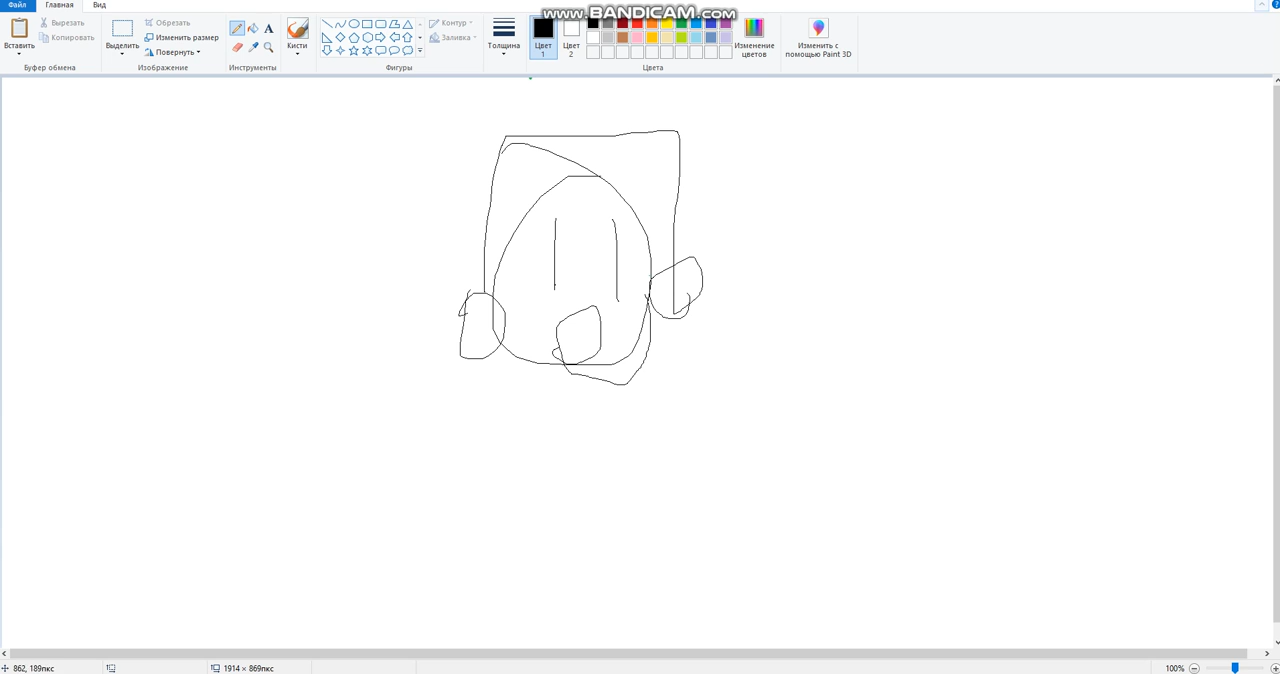 www.BANDICAM.com
Файл Главная Вид
Вставить
Вырезать
Копировать
Буфер обмена
Выделить
Обрезать
Изменить размер
Повернуть
Изображение
A
Инструменты
Кисти
Контур
Заливка
Фигуры
Толщина
Цвет
1
Цвет
2
Изменение
цветов
Цвета
Изменить с
помощью Paint 3D
862, 189пкс 1914 × 869пкс 100%